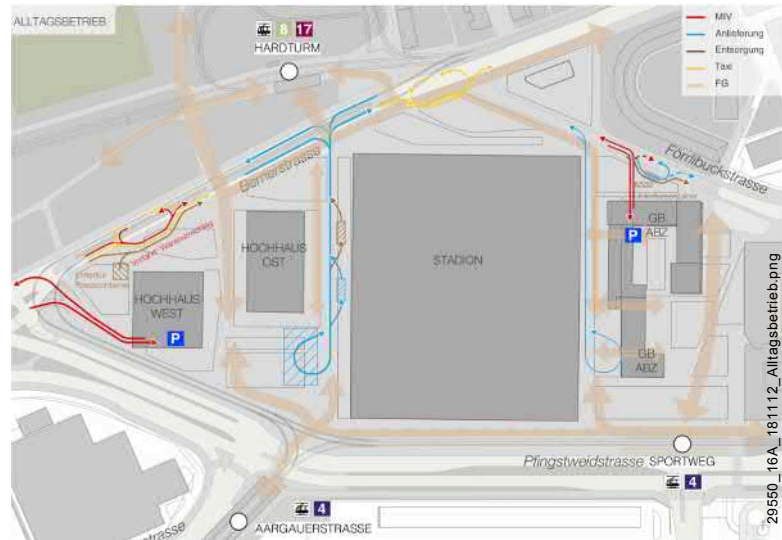 ALLTAGSBETRIEB
8 17
HARDTURM
MIV
Anlieferung
Entsorgung
Taxi
FG
Bernerstrasse
Förrlibuckstrasse
Vorfahrt
HOCHHAUS
OST
STADION
GB
ABZ
P
HOCHHAUS
WEST
P
GB
ABZ
Pfingstweidstrasse SPORTWEG
4
4
AARGAUERSTRASSE
strasse
29550_16A_181112_Alltagsbetrieb.png